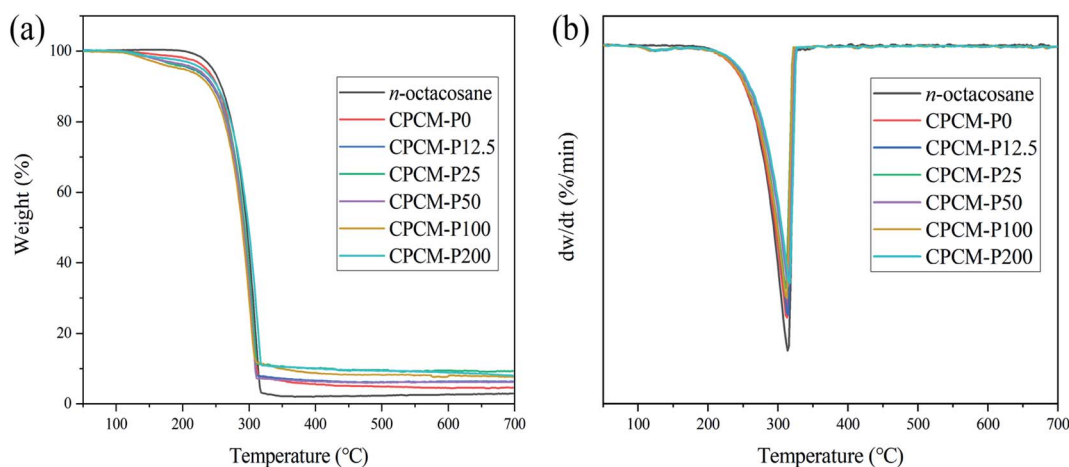 (a)
100
80
60
40
20
0
Weight (%)
n-octacosane
CPCM-P0
CPCM-P12.5
CPCM-P25
CPCM-P50
CPCM-P100
CPCM-P200
100 200 300 400 500 600 700
Temperature (°C)
(b)
dw/dt (%/min)
n-octacosane
CPCM-P0
CPCM-P12.5
CPCM-P25
CPCM-P50
CPCM-P100
CPCM-P200
100 200 300 400 500 600 700
Temperature (°C)